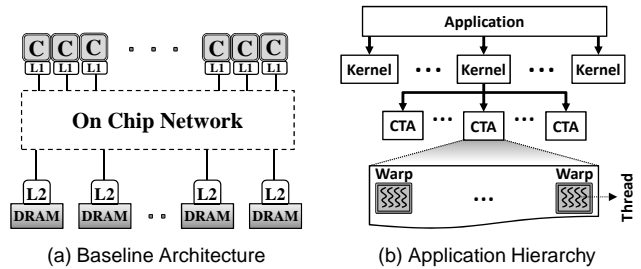 C C C . . . C C C
L1 L1 L1 L1 L1 L1
On Chip Network
L2 L2 L2 L2
DRAM DRAM . . DRAM DRAM
(a) Baseline Architecture
Application
Kernel ... Kernel ... Kernel
CTA ... CTA ... CTA
Warp ... Warp
Thread
(b) Application Hierarchy